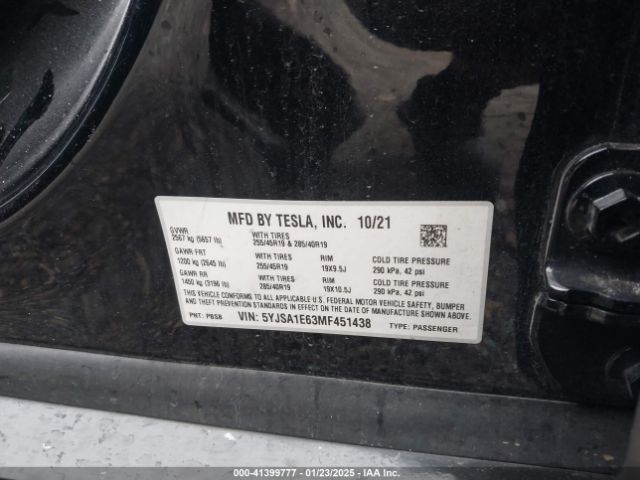 MFD BY TESLA, INC. 10/21
GVWR
2567 kg (5657 lb)
WITH TIRES
255/45R19 & 285/40R19
GAWR FRT
1200 kg (2645 lb)
WITH TIRES
255/45R19
RIM
19X9.5J
COLD TIRE PRESSURE
290 kPa, 42 psi
GAWR RR
1450 kg (3196 lb)
WITH TIRES
285/40R19
RIM
19X10.5J
COLD TIRE PRESSURE
290 kPa, 42 psi
THIS VEHICLE CONFORMS TO ALL APPLICABLE U.S. FEDERAL MOTOR VEHICLE SAFETY, BUMPER
AND THEFT PREVENTION STANDARDS IN EFFECT ON THE DATE OF MANUFACTURE SHOWN ABOVE.
PNT: PBSB VIN: 5YJSA1E63MF451438 TYPE: PASSENGER
000-41399777 - 01/23/2025 - IAA